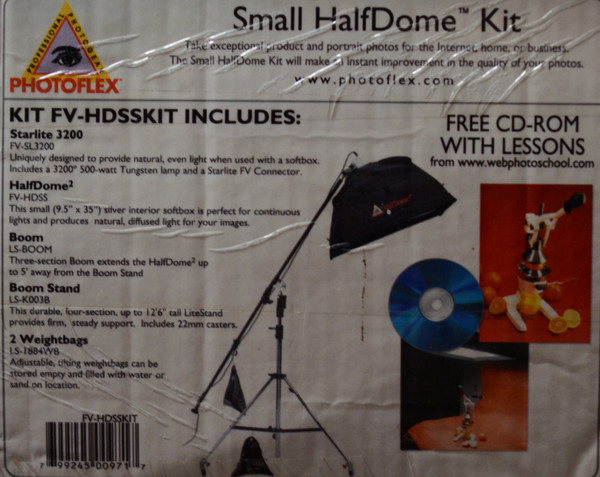 PROFESSIONAL PHOTOGRAPHY
PHOTOFLEX®
Small HalfDome™ Kit
Take exceptional product and portrait photos for the Internet, home, or business.
The Small HalfDome Kit will make an instant improvement in the quality of your photos.
www.photoflex.com
KIT FV-HDSSKIT INCLUDES:
Starlite 3200
FV-SL3200
Uniquely designed to provide natural, even light when used with a softbox.
Includes a 3200° 500-watt Tungsten lamp and a Starlite FV Connector.
HalfDome²
FV-HDSS
This small (9.5" x 35") silver interior softbox is perfect for continuous
lights and produces natural, diffused light for your images.
Boom
LS-BOOM
Three-section Boom extends the HalfDome² up
to 5' away from the Boom Stand
Boom Stand
LS-K003B
This durable, four-section, up to 12'6" tall LiteStand
provides firm, steady support. Includes 22mm casters.
2 Weightbags
LS-1884WB
Adjustable, tilting weightbags can be
stored empty and filled with water or
sand on location.
FV-HDSSKIT
7 99245 00971 7
FREE CD-ROM
WITH LESSONS
from www.webphotoschool.com